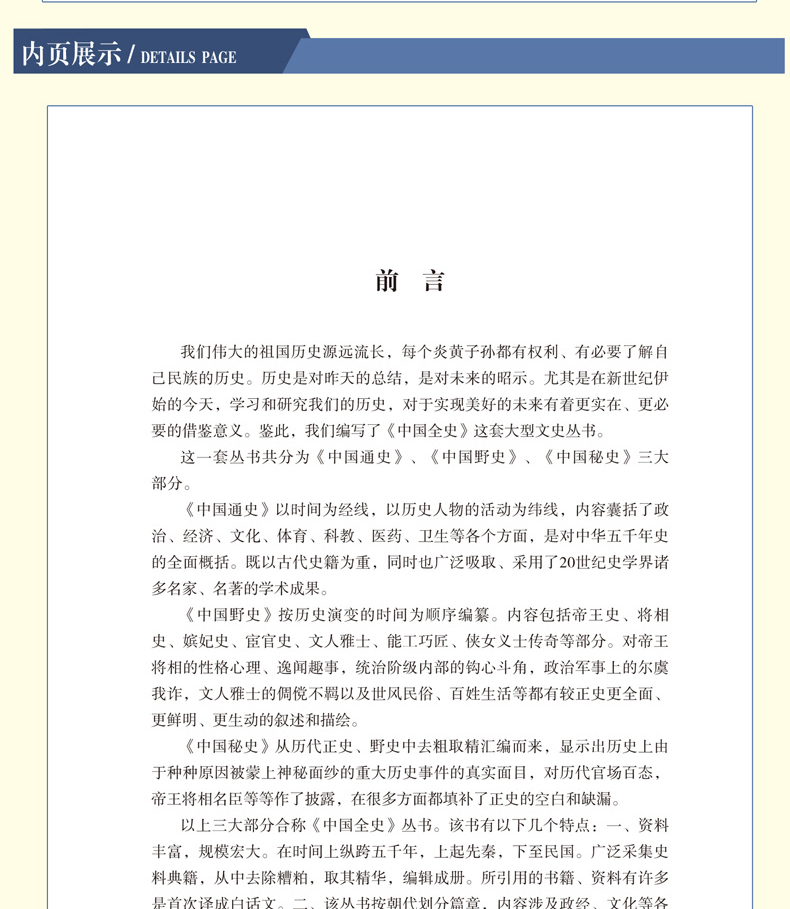 内页展示 / DETAILS PAGE
前 言
我们伟大的祖国历史源远流长，每个炎黄子孙都有权利、有必要了解自
己民族的历史。历史是对昨天的总结，是对未来的昭示。尤其是在新世纪伊
始的今天，学习和研究我们的历史，对于实现美好的未来有着更实在、更必
要的借鉴意义。鉴此，我们编写了《中国全史》这套大型文史丛书。
这一套丛书共分为《中国通史》、《中国野史》、《中国秘史》三大
部分。
《中国通史》以时间为经线，以历史人物的活动为纬线，内容囊括了政
治、经济、文化、体育、科教、医药、卫生等各个方面，是对中华五千年史
的全面概括。既以古代史籍为重，同时也广泛吸取、采用了20世纪史学界诸
多名家、名著的学术成果。
《中国野史》按历史演变的时间为顺序编纂。内容包括帝王史、将相
史、嫔妃史、宦官史、文人雅士、能工巧匠、侠女义士传奇等部分。对帝王
将相的性格心理、逸闻趣事，统治阶级内部的钩心斗角，政治军事上的尔虞
我诈，文人雅士的倜傥不羁以及世风民俗、百姓生活等都有较正史更全面、
更鲜明、更生动的叙述和描绘。
《中国秘史》从历代正史、野史中去粗取精汇编而来，显示出历史上由
于种种原因被蒙上神秘面纱的重大历史事件的真实面目，对历代官场百态，
帝王将相名臣等等作了披露，在很多方面都填补了正史的空白和缺漏。
以上三大部分合称《中国全史》丛书。该书有以下几个特点：一、资料
丰富，规模宏大。在时间上纵跨五千年，上起先秦，下至民国。广泛采集史
料典籍，从中去除糟粕，取其精华，编辑成册。所引用的书籍、资料有许多
是首次译成白话文。二、该丛书按朝代划分篇章，内容涉及政经、文化等各